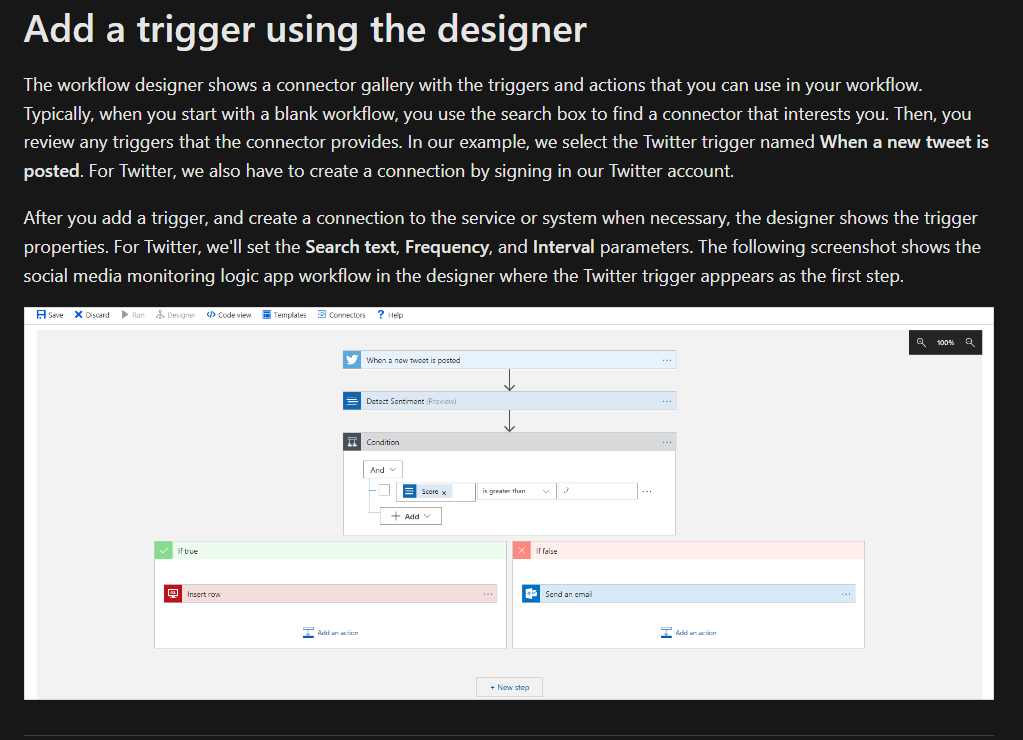 Add a trigger using the designer
The workflow designer shows a connector gallery with the triggers and actions that you can use in your workflow.
Typically, when you start with a blank workflow, you use the search box to find a connector that interests you. Then, you
review any triggers that the connector provides. In our example, we select the Twitter trigger named When a new tweet is
posted. For Twitter, we also have to create a connection by signing in our Twitter account.
After you add a trigger, and create a connection to the service or system when necessary, the designer shows the trigger
properties. For Twitter, we'll set the Search text, Frequency, and Interval parameters. The following screenshot shows the
social media monitoring logic app workflow in the designer where the Twitter trigger apppears as the first step.
Save Discard Run Designer Code view Templates Connectors Help
100%
When a new tweet is posted
Detect Sentiment (Preview)
Condition
And
Score x is greater than .7
+ Add
If true
If false
Insert row
Send an email
Add an action
Add an action
+ New step